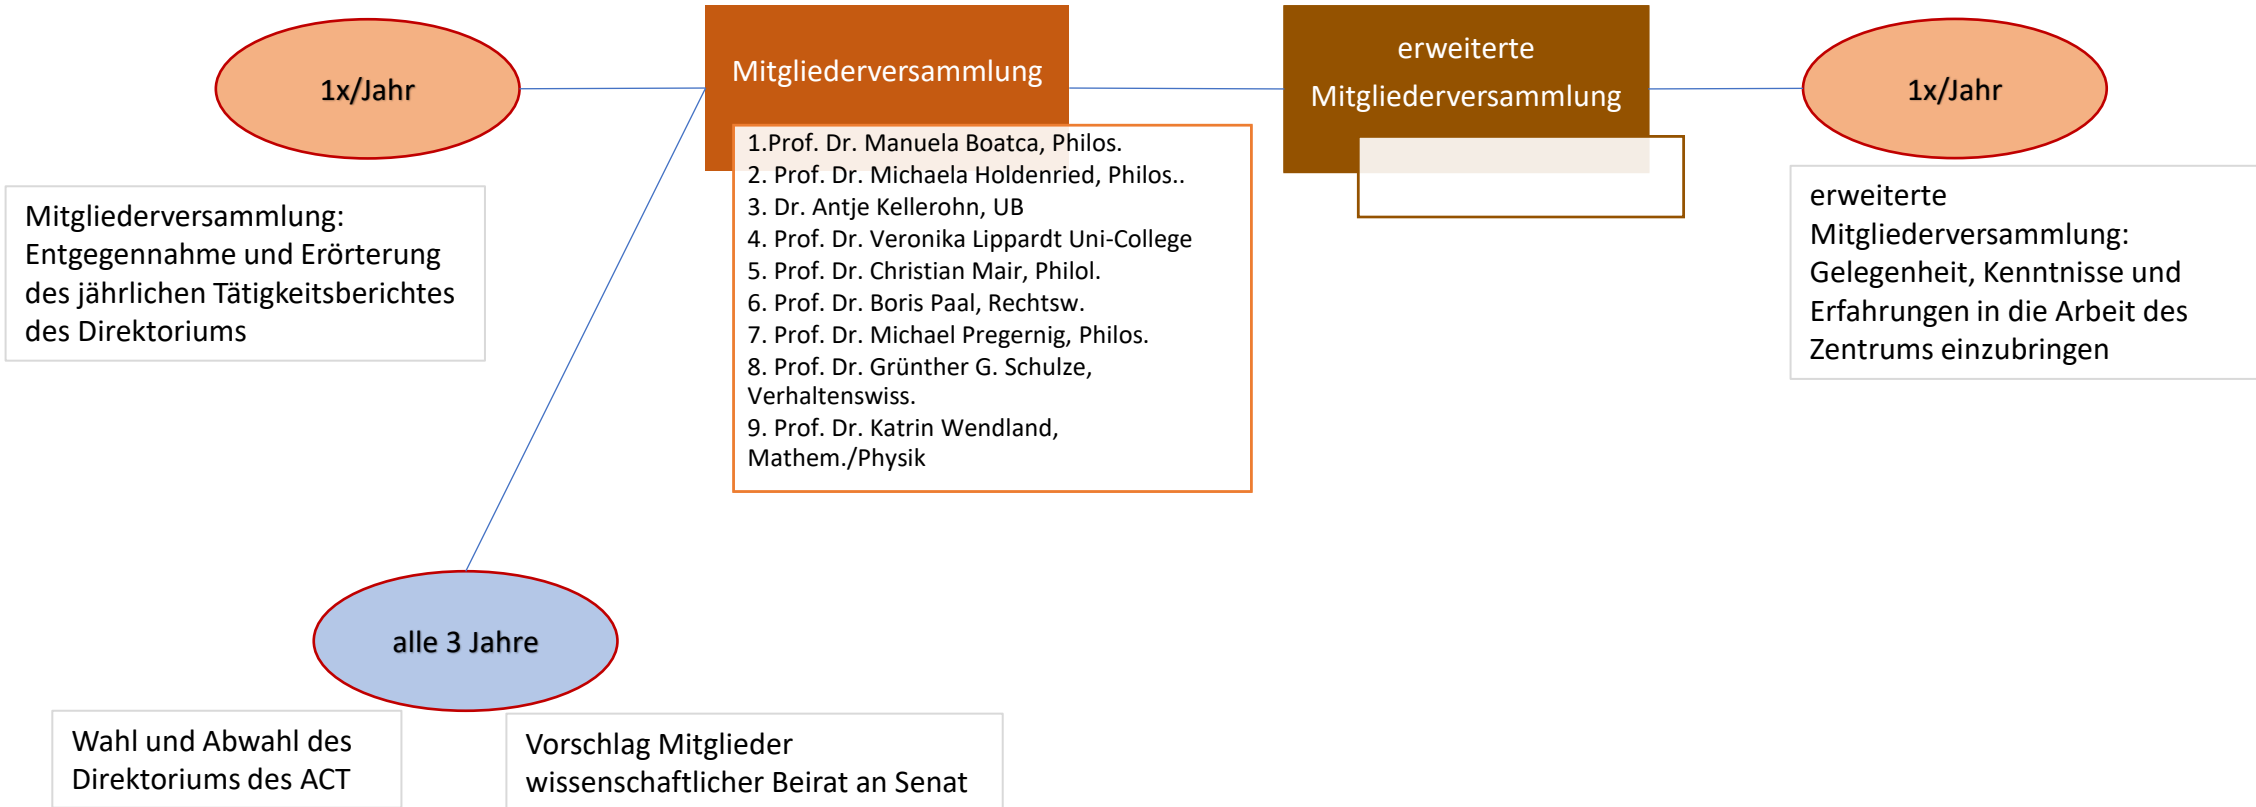 1x/Jahr
Mitgliederversammlung
erweiterte
Mitgliederversammlung
1x/Jahr
Mitgliederversammlung:
Entgegennahme und Erörterung
des jährlichen Tätigkeitsberichtes
des Direktoriums
1.Prof. Dr. Manuela Boatca, Philos.
2. Prof. Dr. Michaela Holdenried, Philos..
3. Dr. Antje Kellerohn, UB
4. Prof. Dr. Veronika Lippardt Uni-College
5. Prof. Dr. Christian Mair, Philol.
6. Prof. Dr. Boris Paal, Rechtsw.
7. Prof. Dr. Michael Pregernig, Philos.
8. Prof. Dr. Grünther G. Schulze,
Verhaltenswiss.
9. Prof. Dr. Katrin Wendland,
Mathem./Physik
erweiterte
Mitgliederversammlung:
Gelegenheit, Kenntnisse und
Erfahrungen in die Arbeit des
Zentrums einzubringen
alle 3 Jahre
Wahl und Abwahl des
Direktoriums des ACT
Vorschlag Mitglieder
wissenschaftlicher Beirat an Senat